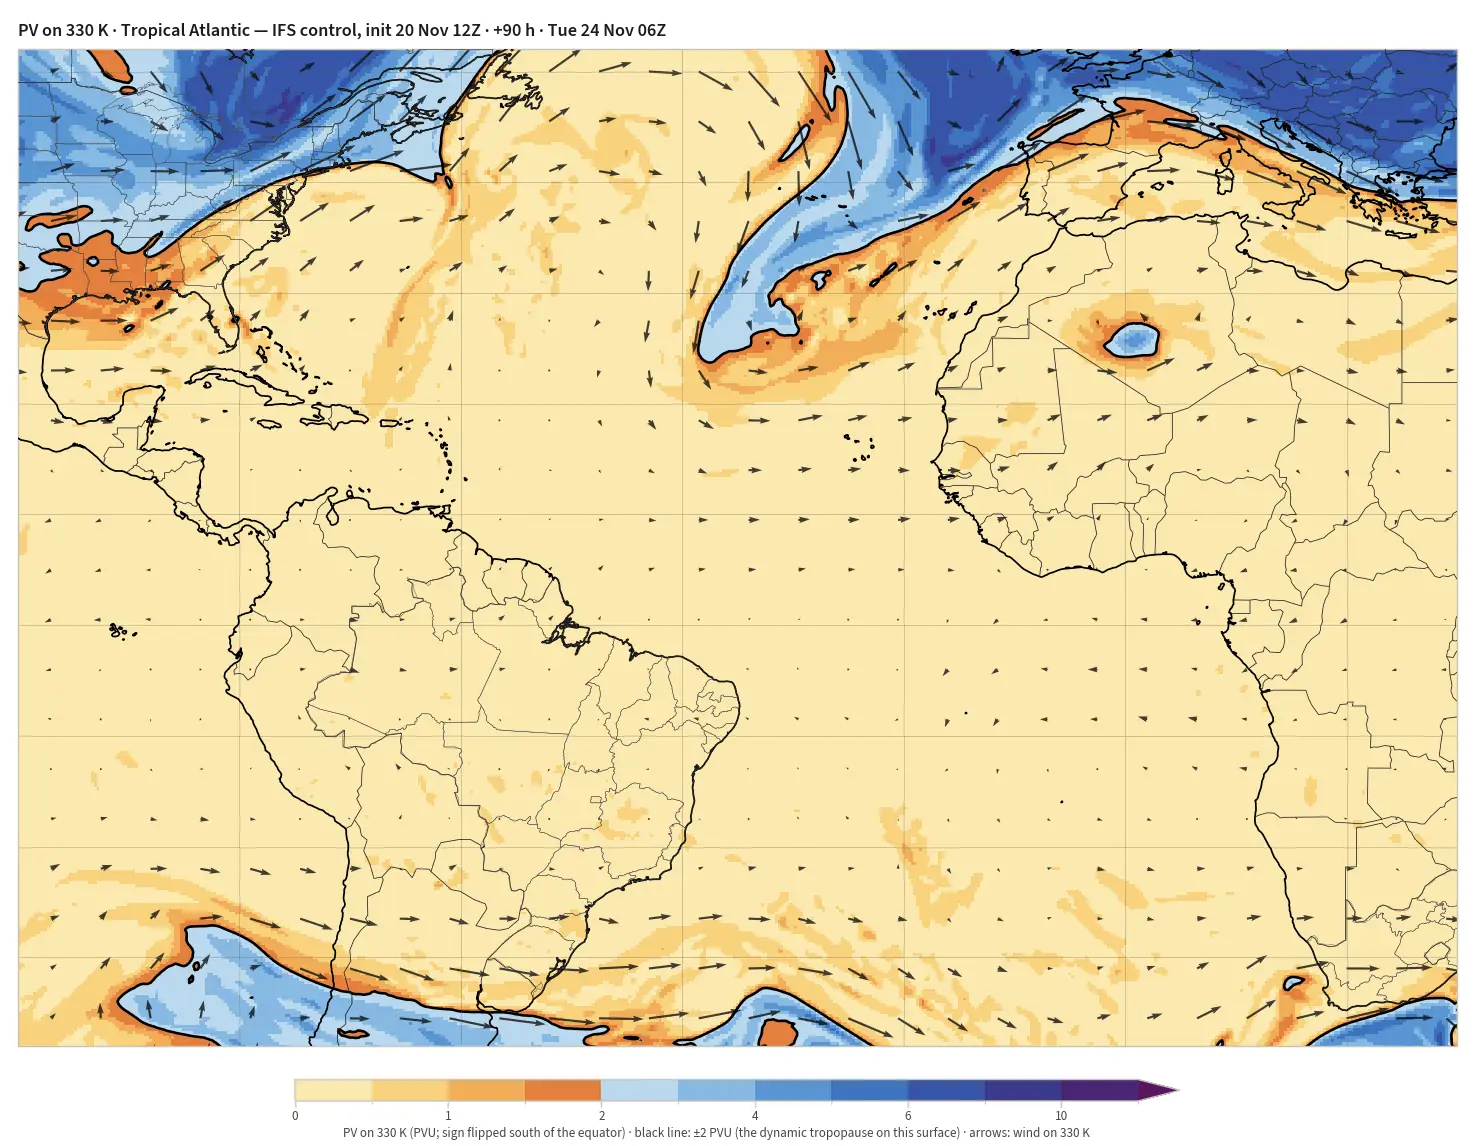 PV on 330 K · Tropical Atlantic — IFS control, init 20 Nov 12Z · +90 h · Tue 24 Nov 06Z
0 1 2 4 6 10
PV on 330 K (PVU; sign flipped south of the equator) · black line: ±2 PVU (the dynamic tropopause on this surface) · arrows: wind on 330 K